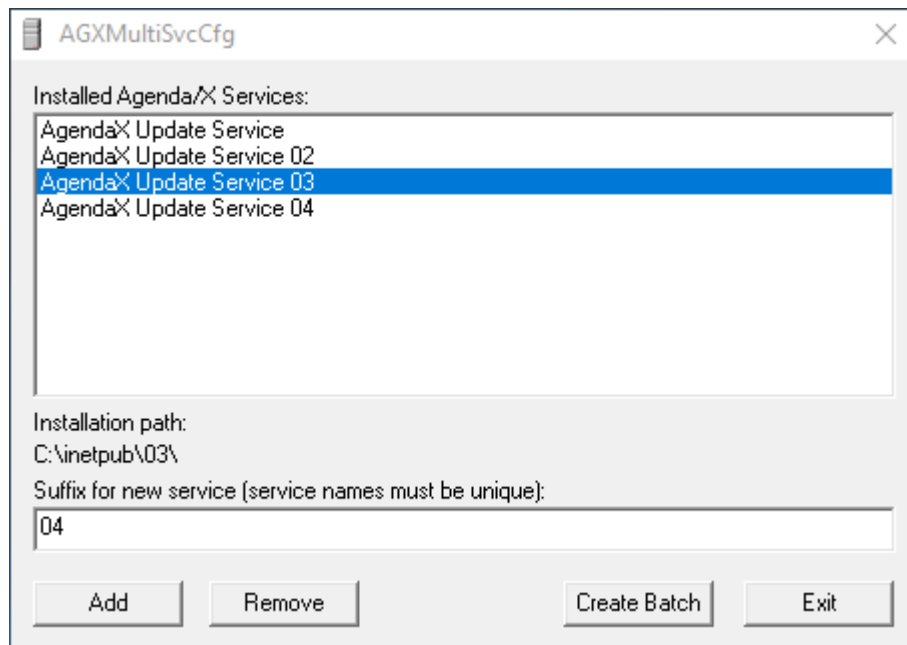 AGXMultiSvcCfg
Installed Agenda/X Services:
AgendaX Update Service
AgendaX Update Service 02
AgendaX Update Service 03
AgendaX Update Service 04
Installation path:
C:\inetpub\03\
Suffix for new service (service names must be unique):
04
Add Remove Create Batch Exit